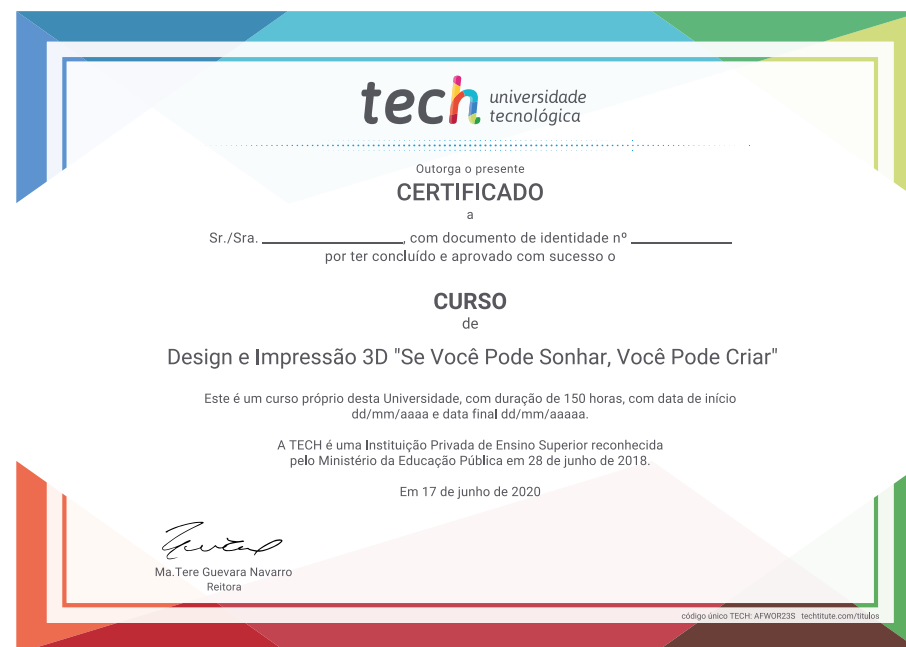 tech universidade
tecnológica
Outorga o presente
CERTIFICADO
a
Sr./Sra. ________________, com documento de identidade nº ____________
por ter concluído e aprovado com sucesso o
CURSO
de
Design e Impressão 3D "Se Você Pode Sonhar, Você Pode Criar"
Este é um curso próprio desta Universidade, com duração de 150 horas, com data de início
dd/mm/aaaa e data final dd/mm/aaaaa.
A TECH é uma Instituição Privada de Ensino Superior reconhecida
pelo Ministério da Educação Pública em 28 de junho de 2018.
Em 17 de junho de 2020
Ma.Tere Guevara Navarro
Reitora
código único TECH: AFWOR23S techtitute.com/títulos